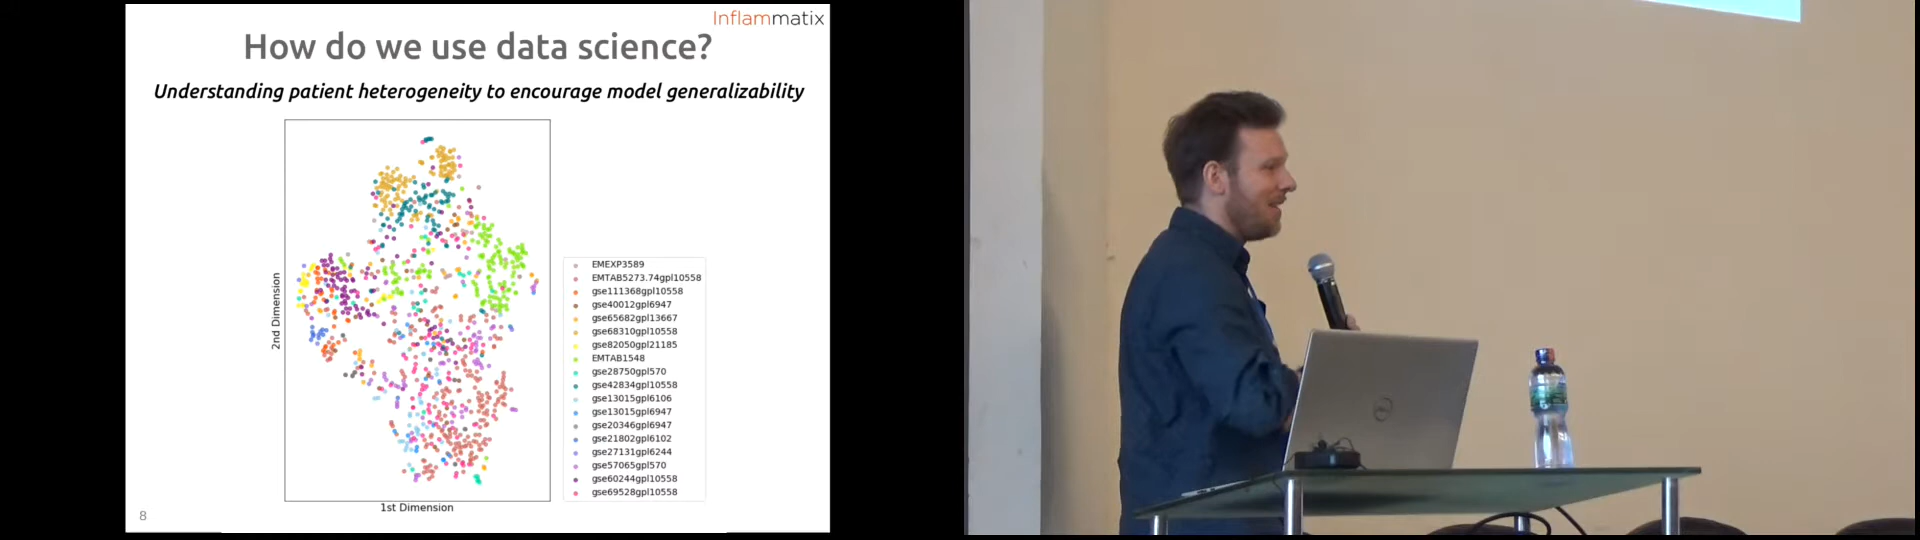 Inflammatix
How do we use data science?
Understanding patient heterogeneity to encourage model generalizability
2nd Dimension
EMEXP3589
EMTAB5273.74gpl10558
gse111368gpl10558
gse40012gpl6947
gse65682gpl13667
gse68310gpl10558
gse82050gpl21185
EMTAB1548
gse28750gpl570
gse42834gpl10558
gse13015gpl6106
gse13015gpl6947
gse20346gpl6947
gse21802gpl6102
gse27131gpl6244
gse57065gpl570
gse60244gpl10558
gse69528gpl10558
1st Dimension
8
DELL